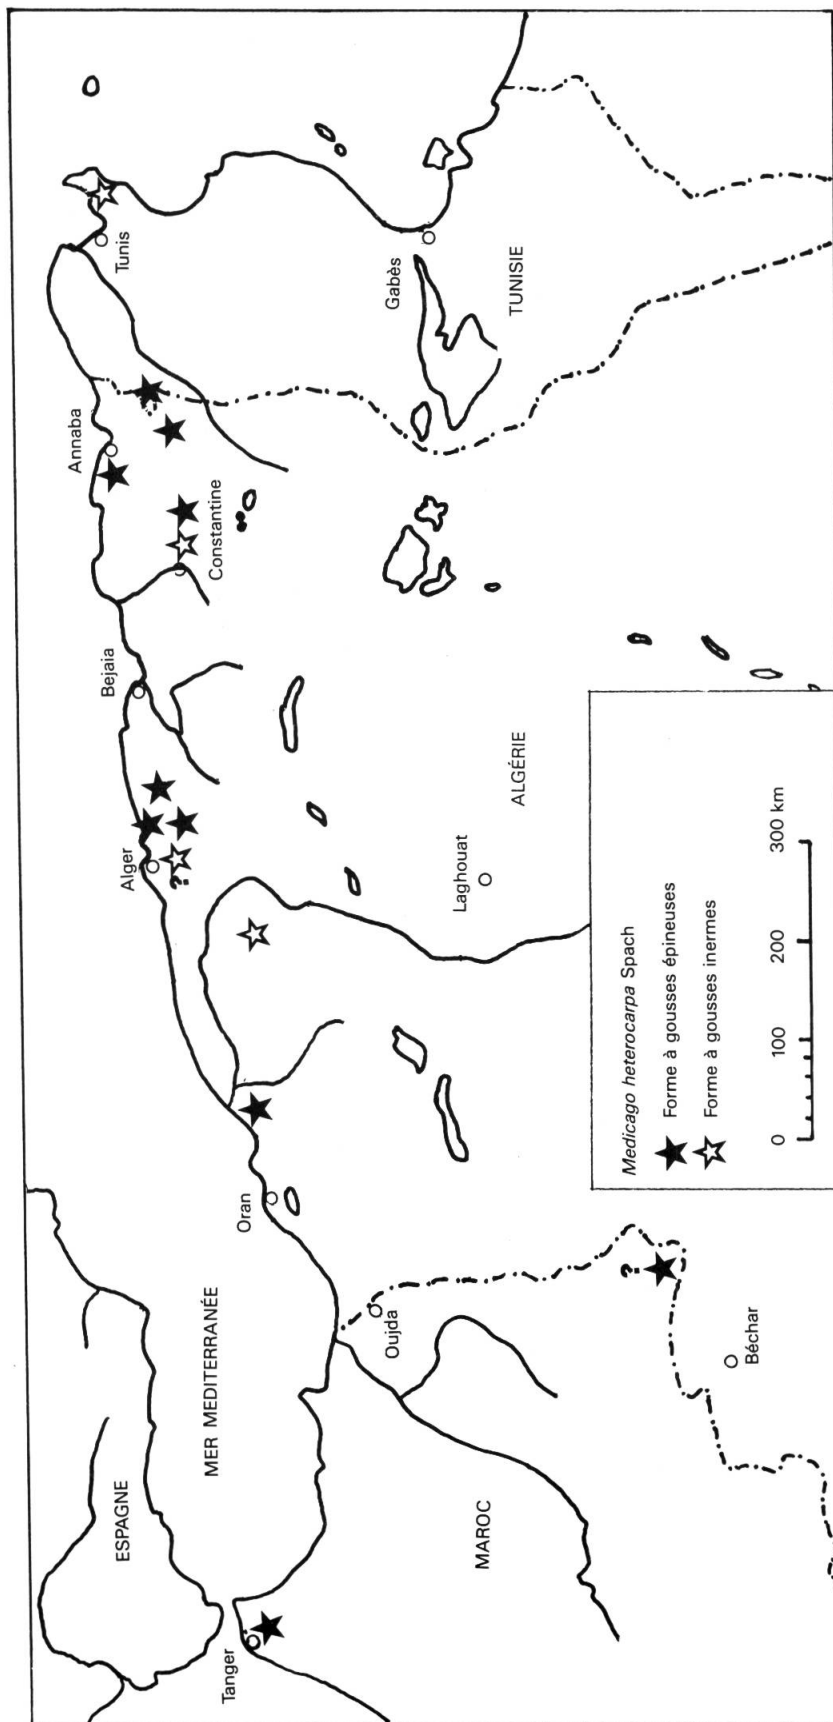 ESPAGNE
MER MEDITERRANÉE
Tanger
MAROC
Oujda
Béchar
?
Oran
Alger
?
Bejaia
Constantine
Annaba
Tunis
Gabès
TUNISIE
ALGÉRIE
Laghouat
Medicago heterocarpa Spach
Forme à gousses épineuses
Forme à gousses inermes
0 100 200 300 km